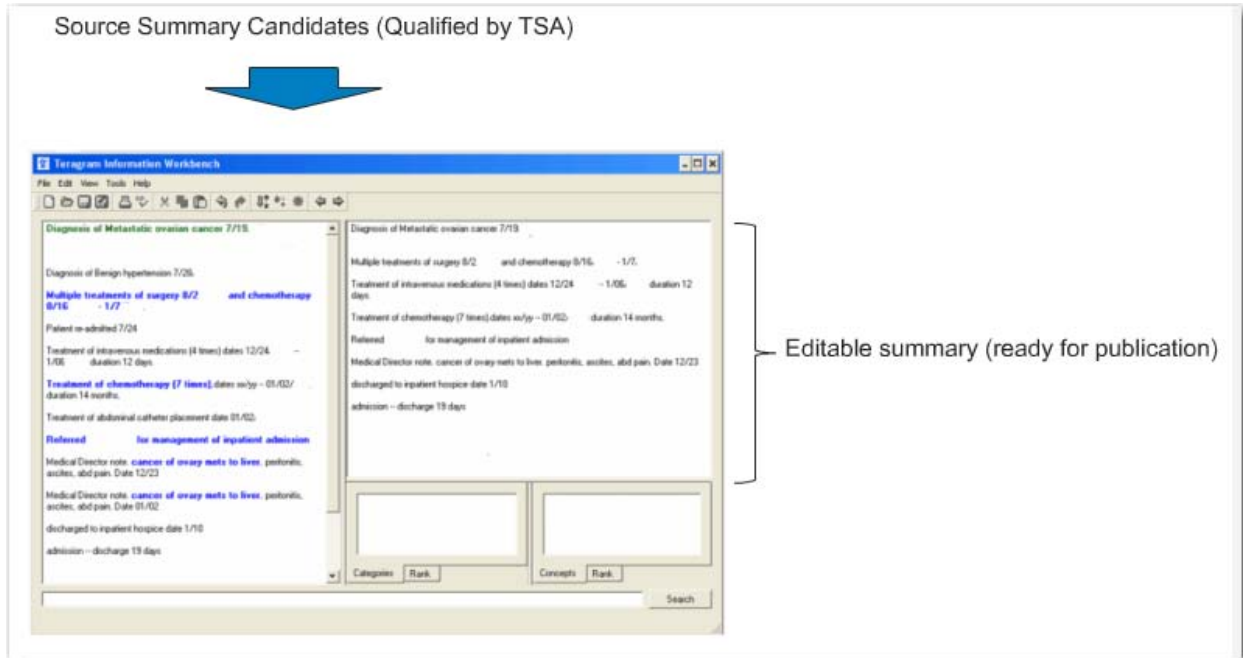 Source Summary Candidates (Qualified by TSA)
Teragram Information Workbench
File Edit View Tools Help
Diagnosis of Metastatic ovarian cancer 7/19.
Diagnosis of Benign hypertension 7/26.
Multiple treatments of surgery 8/2 and chemotherapy
8/16 - 1/7
Patient re-admitted 7/24
Treatment of intravenous medications (4 times) dates 12/24. –
1/06 duration 12 days.
Treatment of chemotherapy (7 times), dates xx/yy – 01/02/
duration 14 months.
Treatment of abdominal catheter placement date 01/02.
Referred for management of inpatient admission
Medical Director note. cancer of ovary mets to liver, peritonitis,
ascites, abd pain. Date 12/23
Medical Director note. cancer of ovary mets to liver, peritonitis,
ascites, abd pain. Date 01/02
discharged to inpatient hospice date 1/10
admission – discharge 19 days
Diagnosis of Metastatic ovarian cancer 7/19.
Multiple treatments of surgery 8/2 and chemotherapy 8/16. - 1/7.
Treatment of intravenous medications (4 times) dates 12/24 - 1/06. duration 12
days
Treatment of chemotherapy (7 times) dates xx/yy – 01/02. duration 14 months.
Referred for management of inpatient admission
Medical Director note. cancer of ovary mets to liver, peritonitis, ascites, abd pain. Date 12/23
discharged to inpatient hospice date 1/10
admission – discharge 19 days
Editable summary (ready for publication)
Categories Rank
Concepts Rank
Search